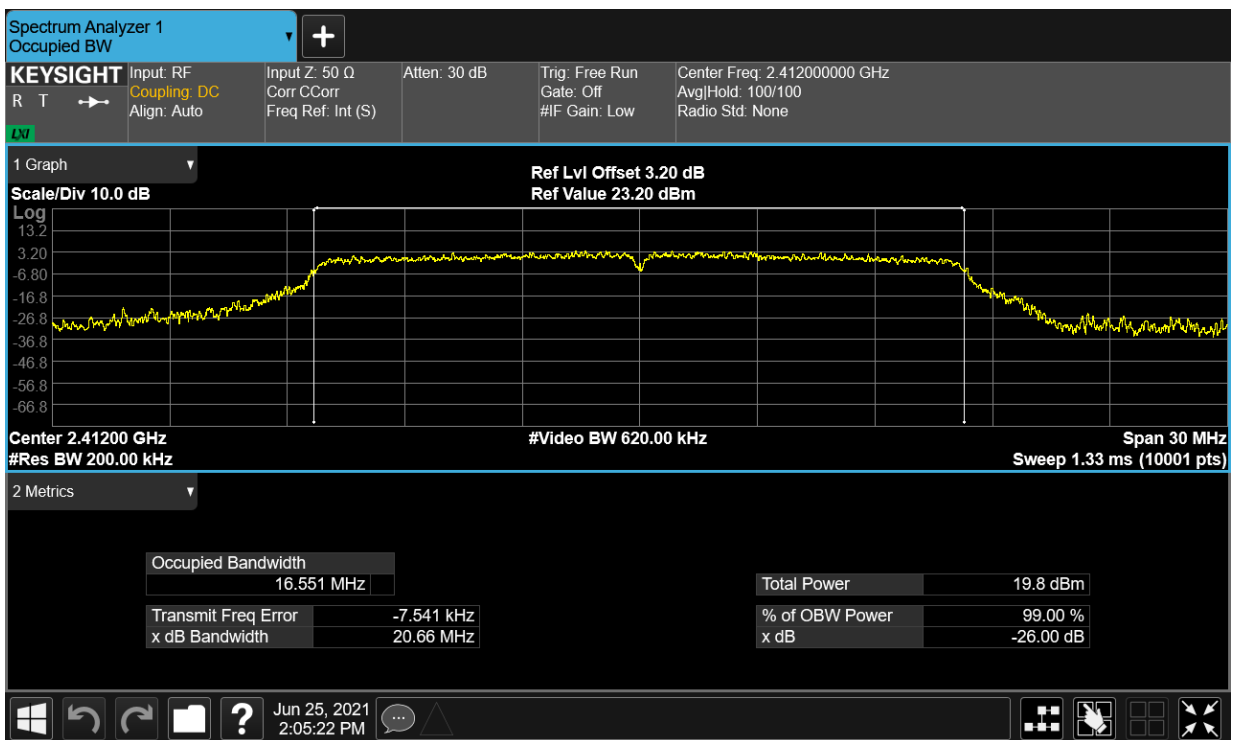 Spectrum Analyzer 1
Occupied BW
KEYSIGHT
R T
LXI
Input: RF
Coupling: DC
Align: Auto
Input Z: 50 Ω
Corr CCorr
Freq Ref: Int (S)
Atten: 30 dB
Trig: Free Run
Gate: Off
#IF Gain: Low
Center Freq: 2.412000000 GHz
Avg|Hold: 100/100
Radio Std: None
1 Graph
Scale/Div 10.0 dB
Ref Lvl Offset 3.20 dB
Ref Value 23.20 dBm
Log
13.2
3.20
-6.80
-16.8
-26.8
-36.8
-46.8
-56.8
-66.8
Center 2.41200 GHz
#Res BW 200.00 kHz
#Video BW 620.00 kHz
Span 30 MHz
Sweep 1.33 ms (10001 pts)
2 Metrics
Occupied Bandwidth
16.551 MHz
Transmit Freq Error -7.541 kHz
x dB Bandwidth 20.66 MHz
Total Power 19.8 dBm
% of OBW Power 99.00 %
x dB -26.00 dB
?
Jun 25, 2021
2:05:22 PM